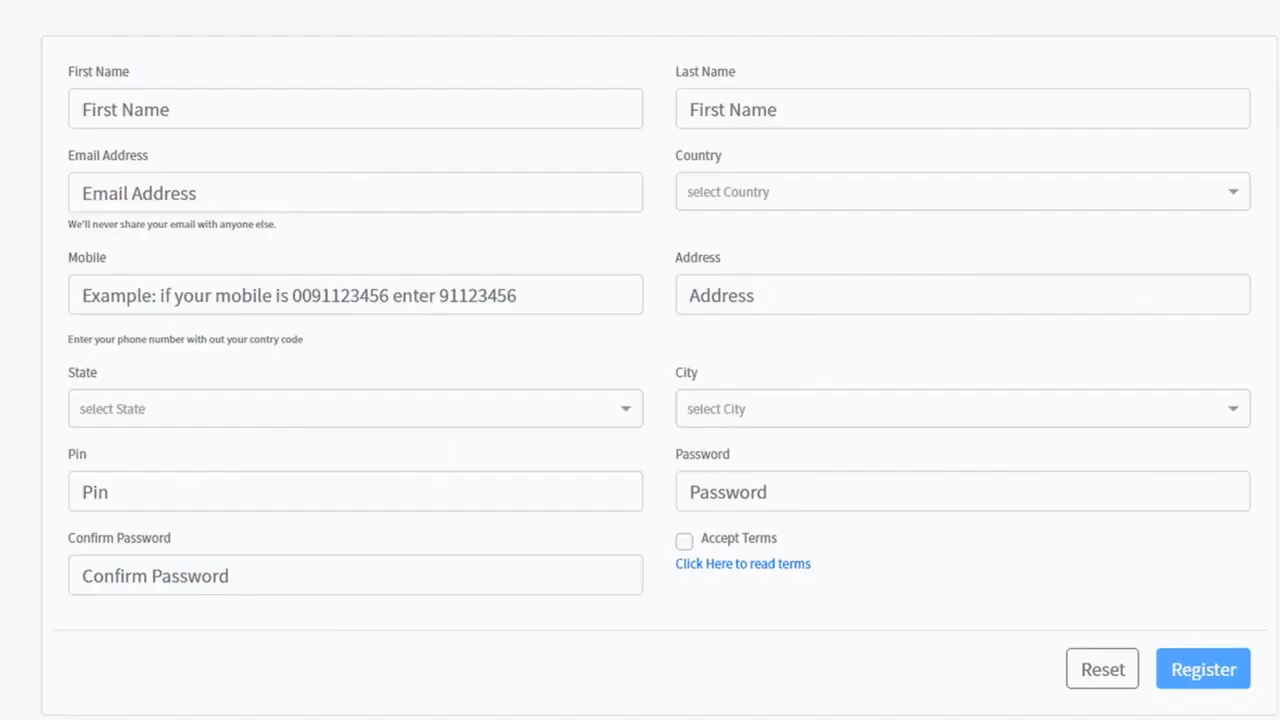 First Name
Last Name
First Name
First Name
Email Address
Country
Email Address
select Country
We'll never share your email with anyone else.
Mobile
Address
Example: if your mobile is 0091123456 enter 91123456
Address
Enter your phone number with out your contry code
State
City
select State
select City
Pin
Password
Pin
Password
Confirm Password
Accept Terms
Click Here to read terms
Confirm Password
Reset
Register